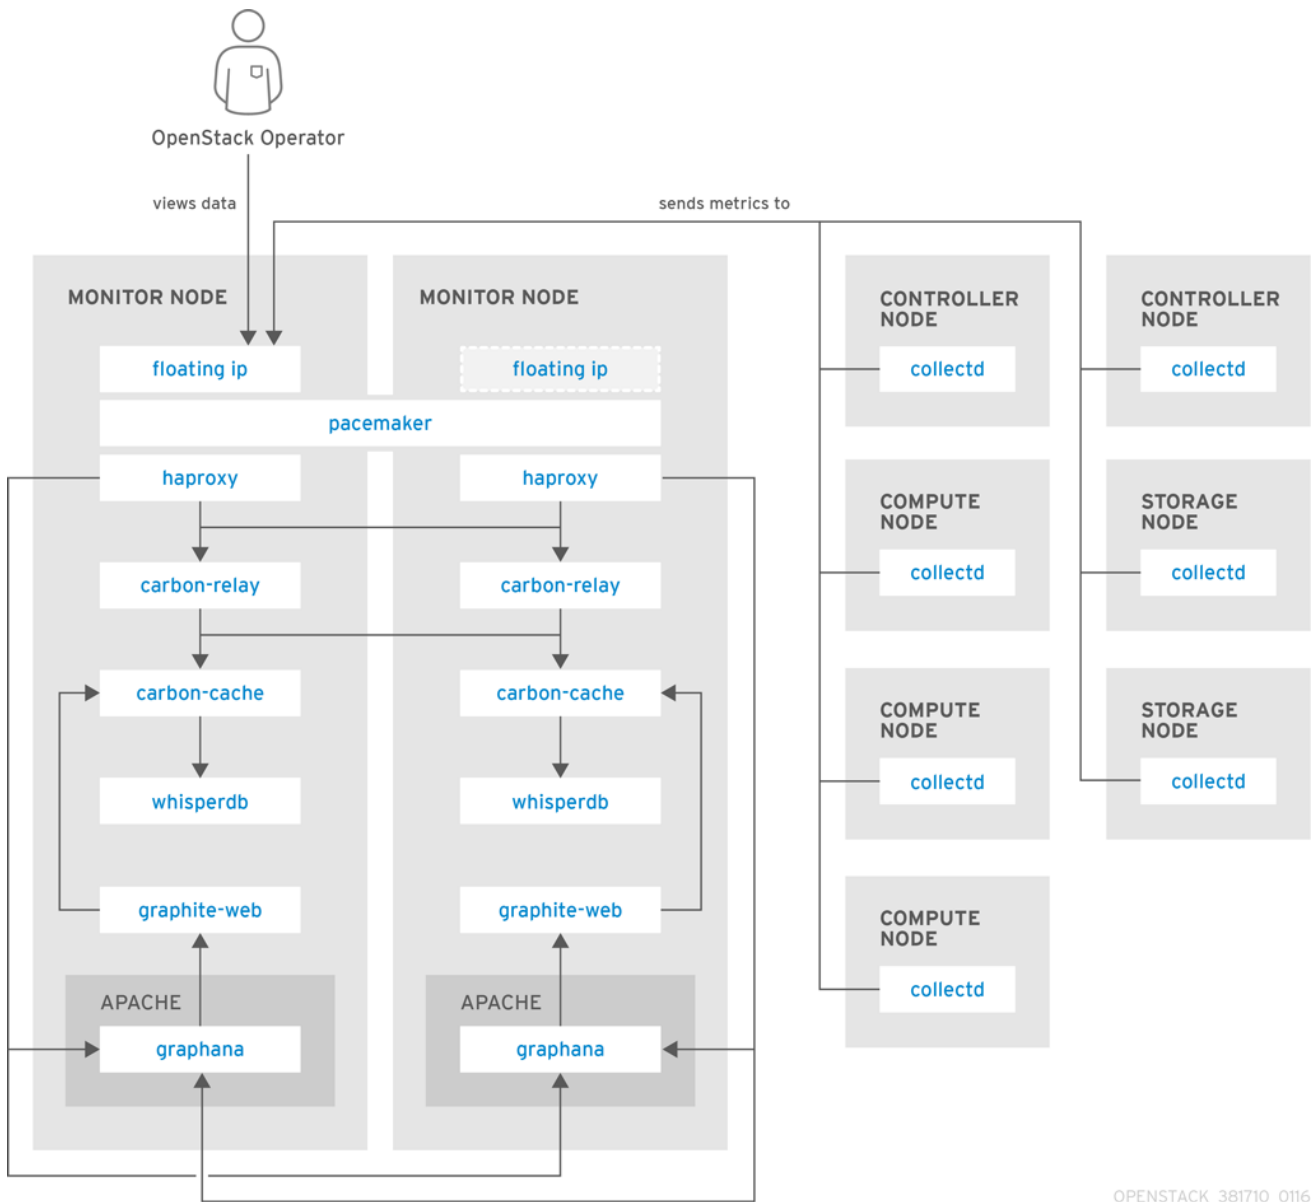 OpenStack Operator
views data
sends metrics to
MONITOR NODE
floating ip
MONITOR NODE
floating ip
pacemaker
haproxy
haproxy
carbon-relay
carbon-relay
carbon-cache
carbon-cache
whisperdb
whisperdb
graphite-web
graphite-web
APACHE
graphana
APACHE
graphana
CONTROLLER
NODE
collectd
CONTROLLER
NODE
collectd
COMPUTE
NODE
collectd
STORAGE
NODE
collectd
COMPUTE
NODE
collectd
STORAGE
NODE
collectd
COMPUTE
NODE
collectd
OPENSTACK_381710_0116